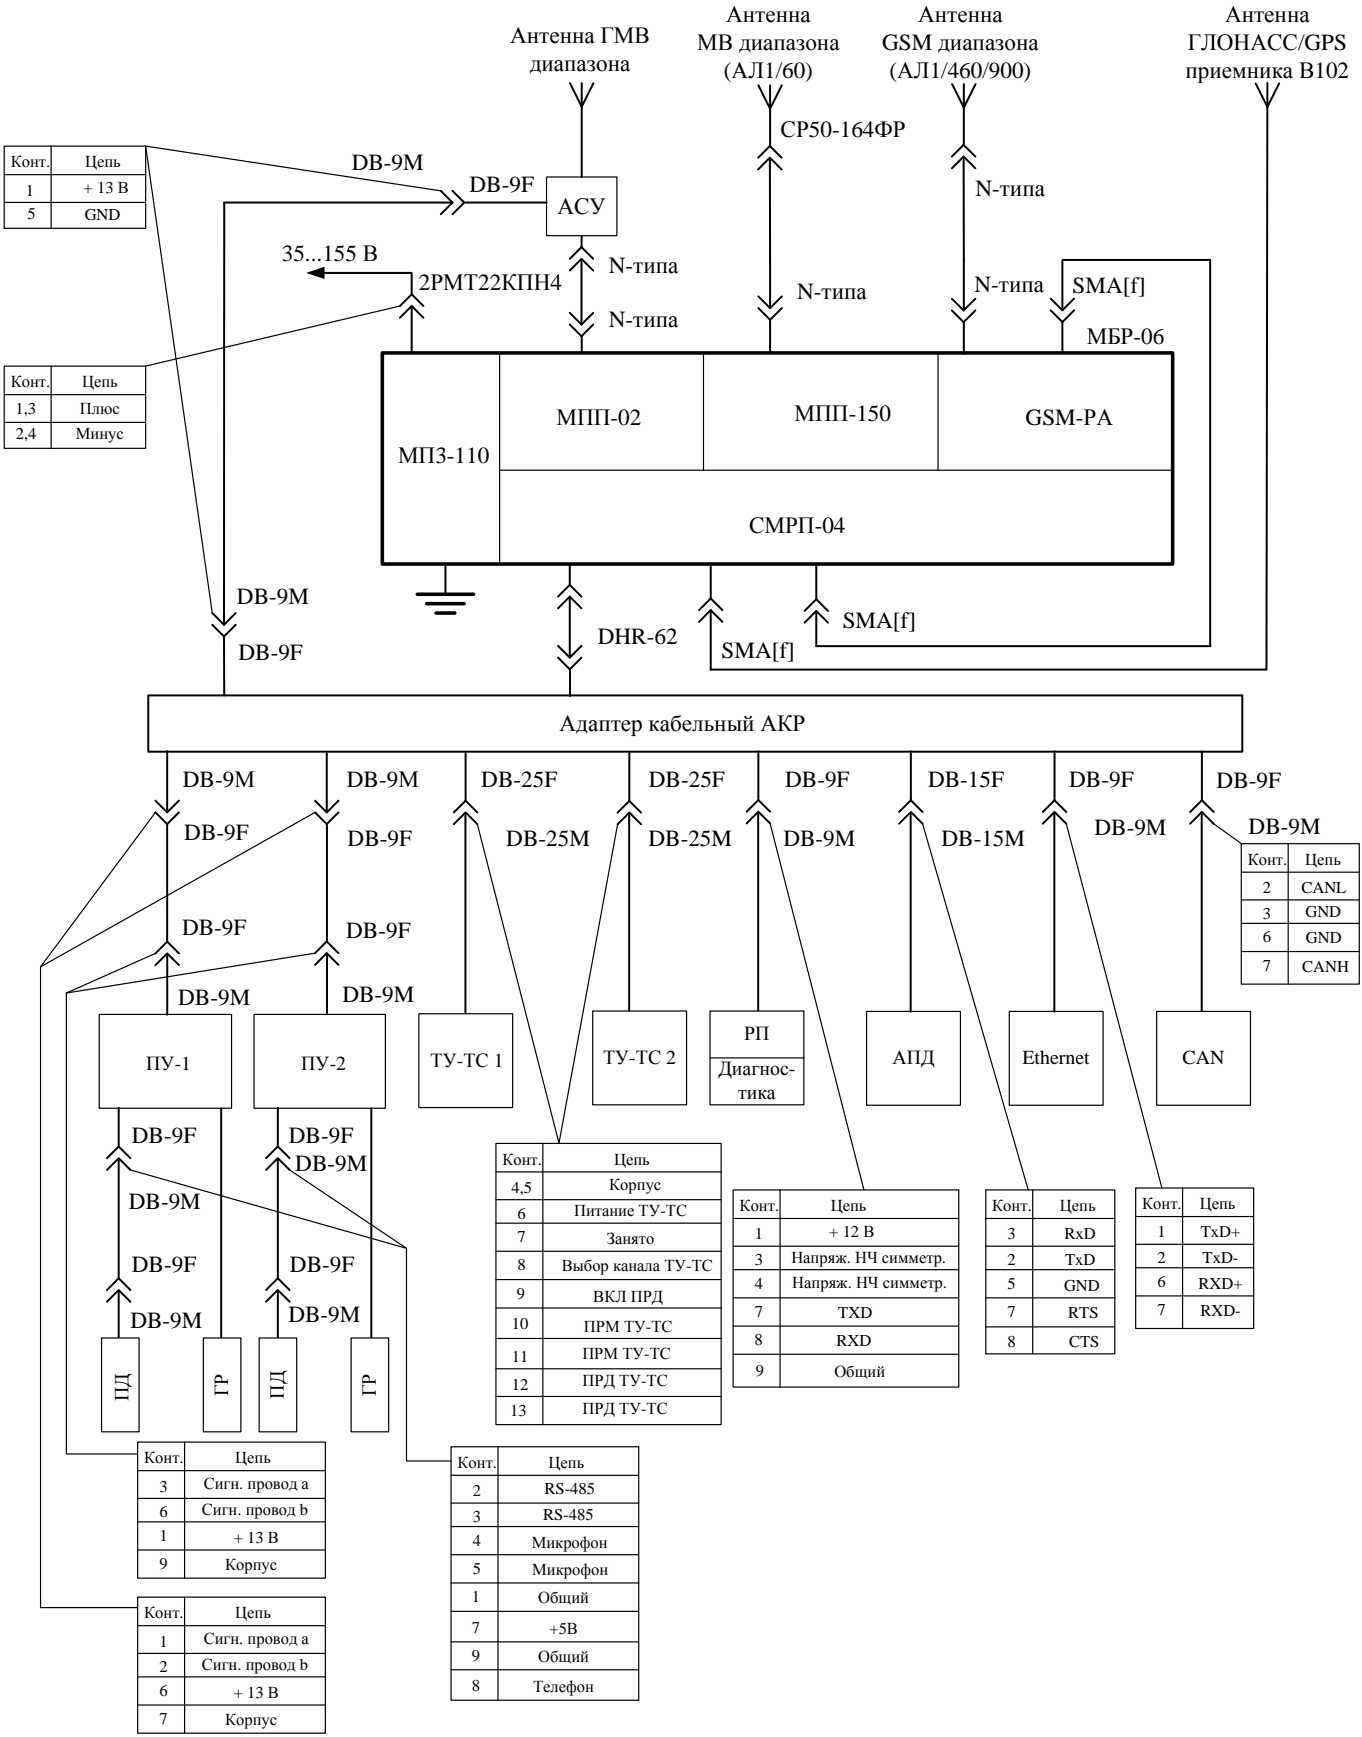 Антенна ГМВ
диапазона
Антенна
МВ диапазона
(АЛ1/60)
Антенна
GSM диапазона
(АЛ1/460/900)
Антенна
ГЛОНАСС/GPS
приемника В102
СР50-164ФР
DB-9M
DB-9F
АСУ
N-типа
Конт. Цепь
1 + 13 В
5 GND
35...155 В
2РМТ22КПН4
N-типа
N-типа
N-типа
N-типа
SMA[f]
МБР-06
Конт. Цепь
1,3 Плюс
2,4 Минус
МПЗ-110
МПП-02
МПП-150
GSM-РА
СМРП-04
DB-9M
DB-9F
DHR-62
SMA[f]
SMA[f]
Адаптер кабельный АКР
DB-9M
DB-9M
DB-25F
DB-25F
DB-9F
DB-15F
DB-9F
DB-9F
DB-9F
DB-9F
DB-25M
DB-25M
DB-9M
DB-15M
DB-9M
DB-9M
Конт. Цепь
2 CANL
3 GND
6 GND
7 CANH
DB-9F
DB-9F
DB-9M
DB-9M
ПУ-1
ПУ-2
ТУ-ТС 1
ТУ-ТС 2
РП
Диагнос-
тика
АПД
Ethernet
CAN
DB-9F
DB-9F
DB-9M
DB-9M
DB-9F
DB-9F
DB-9M
DB-9M
ПД
ГР
ПД
ГР
Конт. Цепь
4,5 Корпус
6 Питание ТУ-ТС
7 Занято
8 Выбор канала ТУ-ТС
9 ВКЛ ПРД
10 ПРМ ТУ-ТС
11 ПРМ ТУ-ТС
12 ПРД ТУ-ТС
13 ПРД ТУ-ТС
Конт. Цепь
1 + 12 В
3 Напряж. НЧ симметр.
4 Напряж. НЧ симметр.
7 TXD
8 RXD
9 Общий
Конт. Цепь
3 RxD
2 TxD
5 GND
7 RTS
8 CTS
Конт. Цепь
1 TxD+
2 TxD-
6 RXD+
7 RXD-
Конт. Цепь
3 Сигн. провод а
6 Сигн. провод b
1 + 13 В
9 Корпус
Конт. Цепь
2 RS-485
3 RS-485
4 Микрофон
5 Микрофон
1 Общий
7 +5В
9 Общий
8 Телефон
Конт. Цепь
1 Сигн. провод а
2 Сигн. провод b
6 + 13 В
7 Корпус